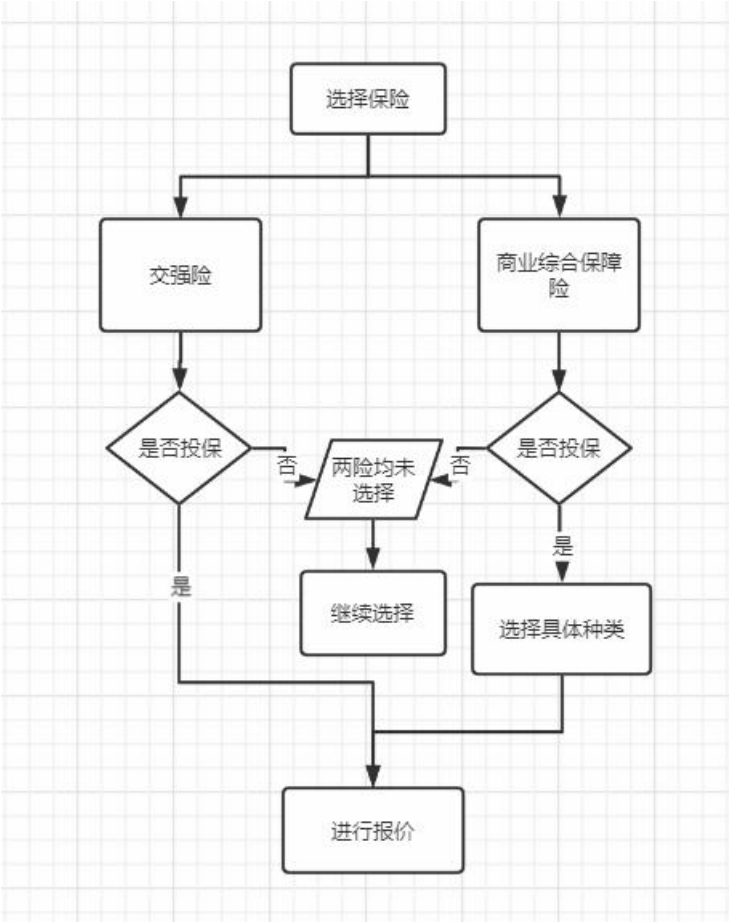 选择保险
交强险
商业综合保障
险
是否投保
是否投保
否
否
两险均未
选择
是
是
继续选择
选择具体种类
进行报价